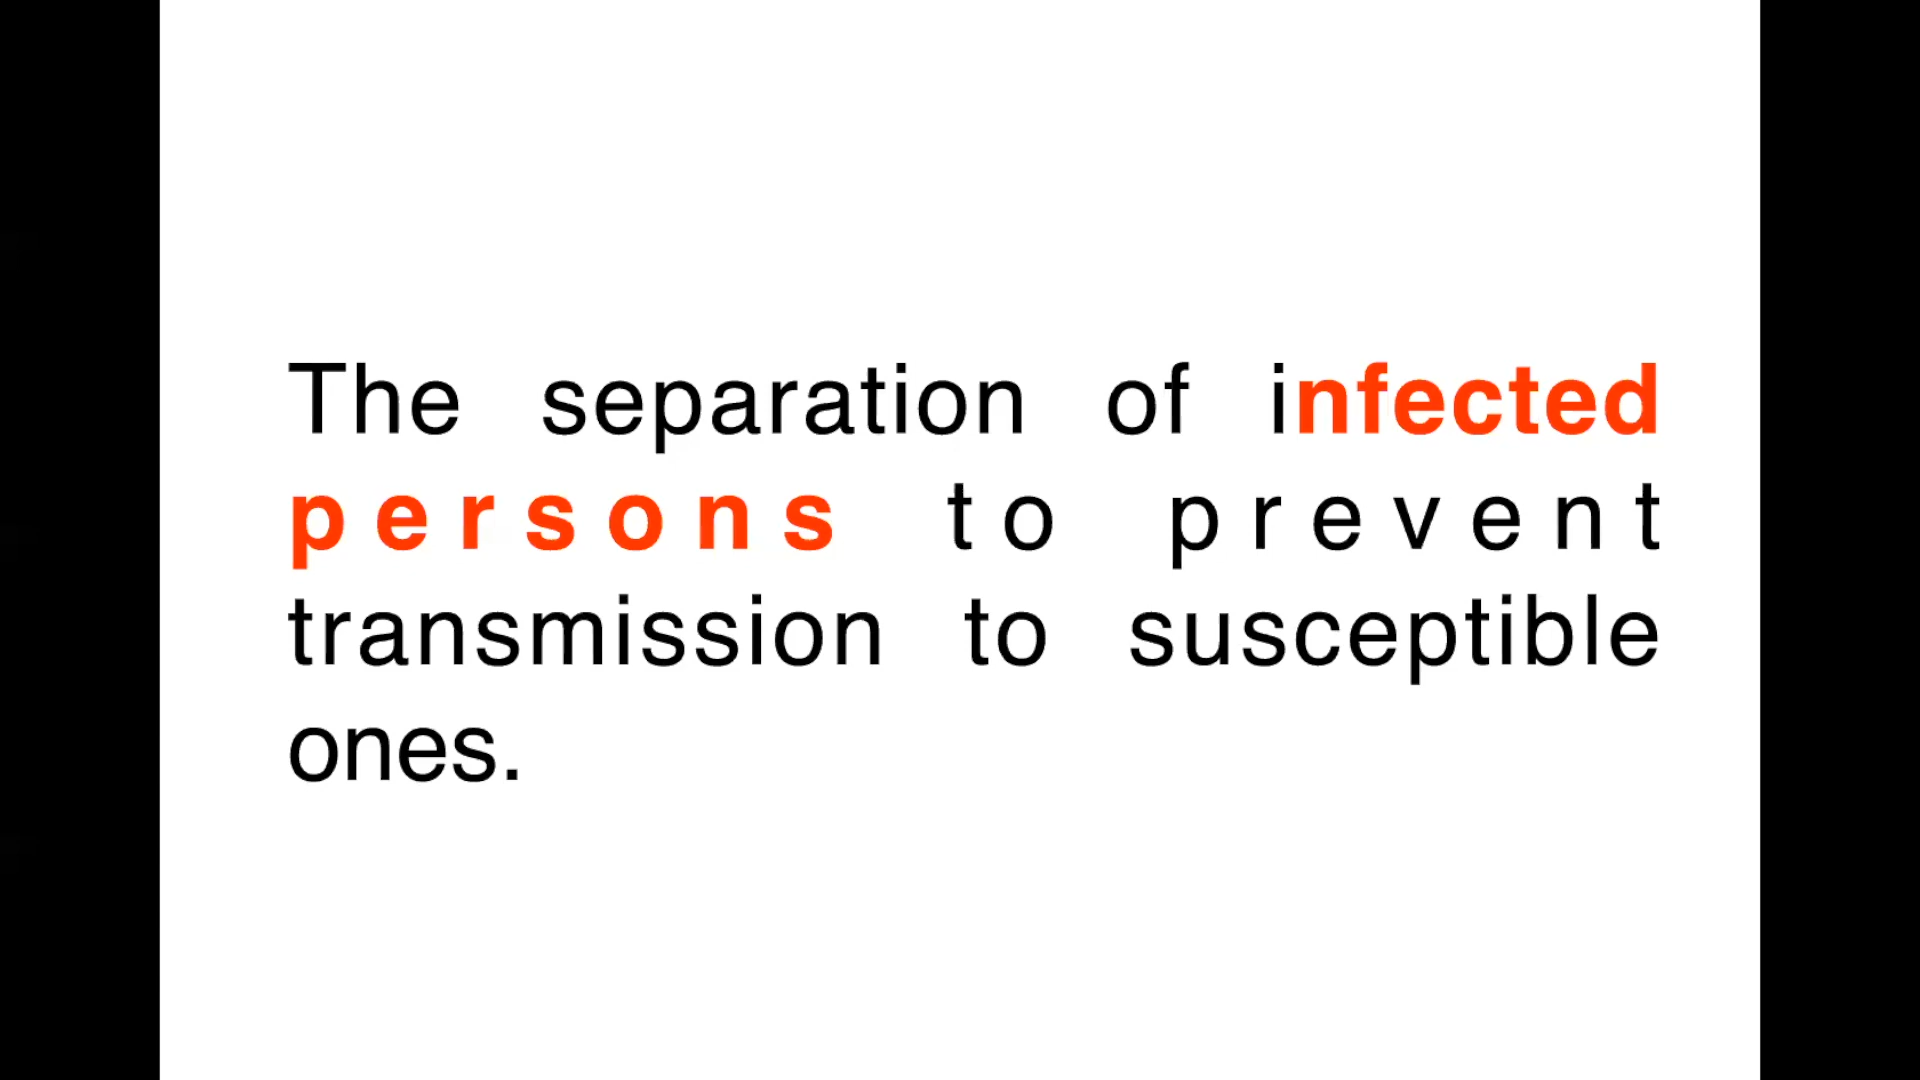 The separation of infected
persons to prevent
transmission to susceptible
ones.